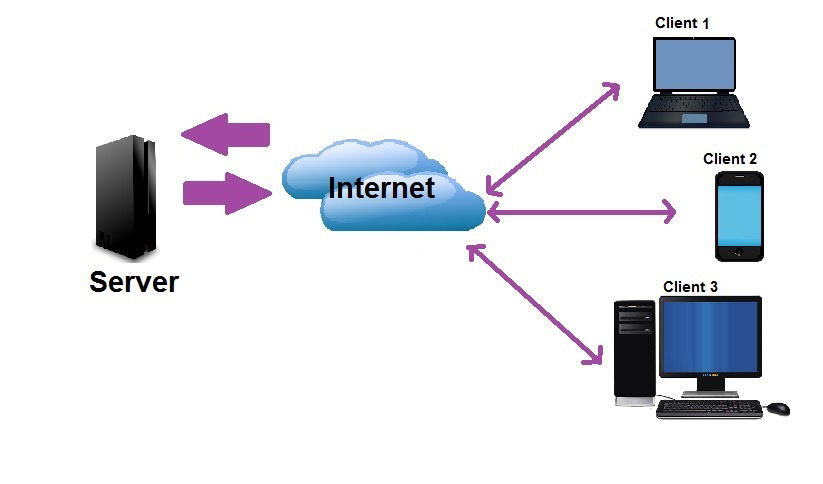 Client 1
Client 2
Internet
Server
Client 3